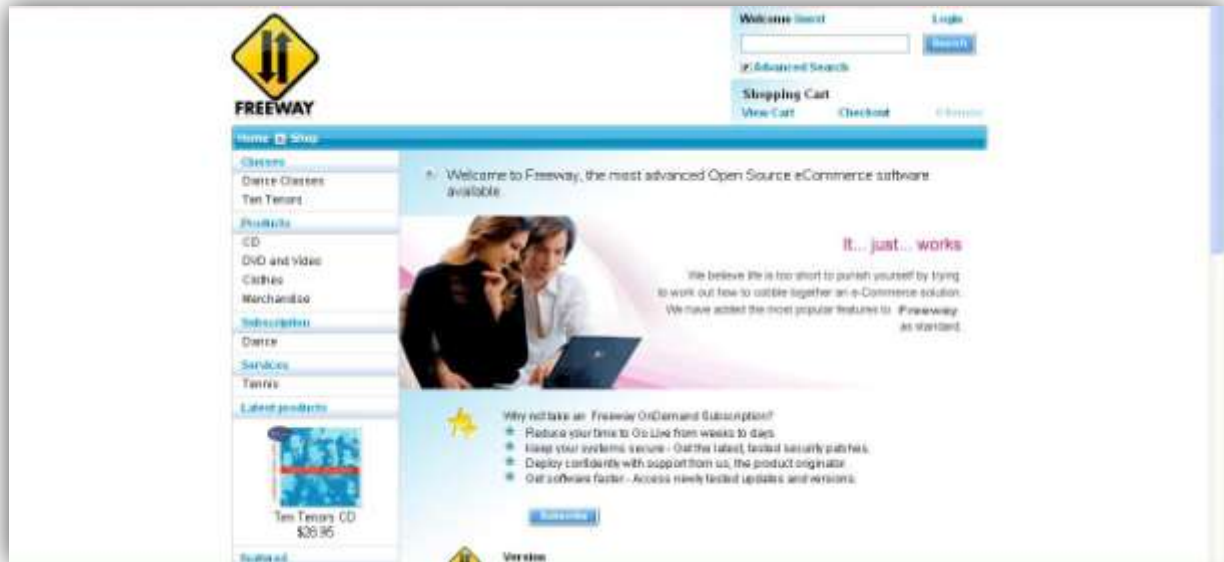 FREEWAY
Welcome Guest Login
Search
Advanced Search
Shopping Cart
View Cart Checkout
Home Shop
Classes
Dance Classes
Ten Tenors
Products
CD
DVD and Video
Clothes
Merchandise
Subscription
Dance
Services
Tennis
Latest products
Ten Tenors CD
$26.95
Featured
Welcome to Freeway, the most advanced Open Source eCommerce software
available.
It... just... works
We believe life is too short to punish yourself by trying
to work out how to cobble together an e-Commerce solution.
We have added the most popular features to Freeway
as standard.
Why not take an Freeway OnDemand Subscription?
Reduce your time to Go Live from weeks to days
Keep your systems secure - Get the latest, tested security patches.
Deploy confidently with support from us, the product originator
Get software faster - Access newly tested updates and versions.
Subscribe
Version